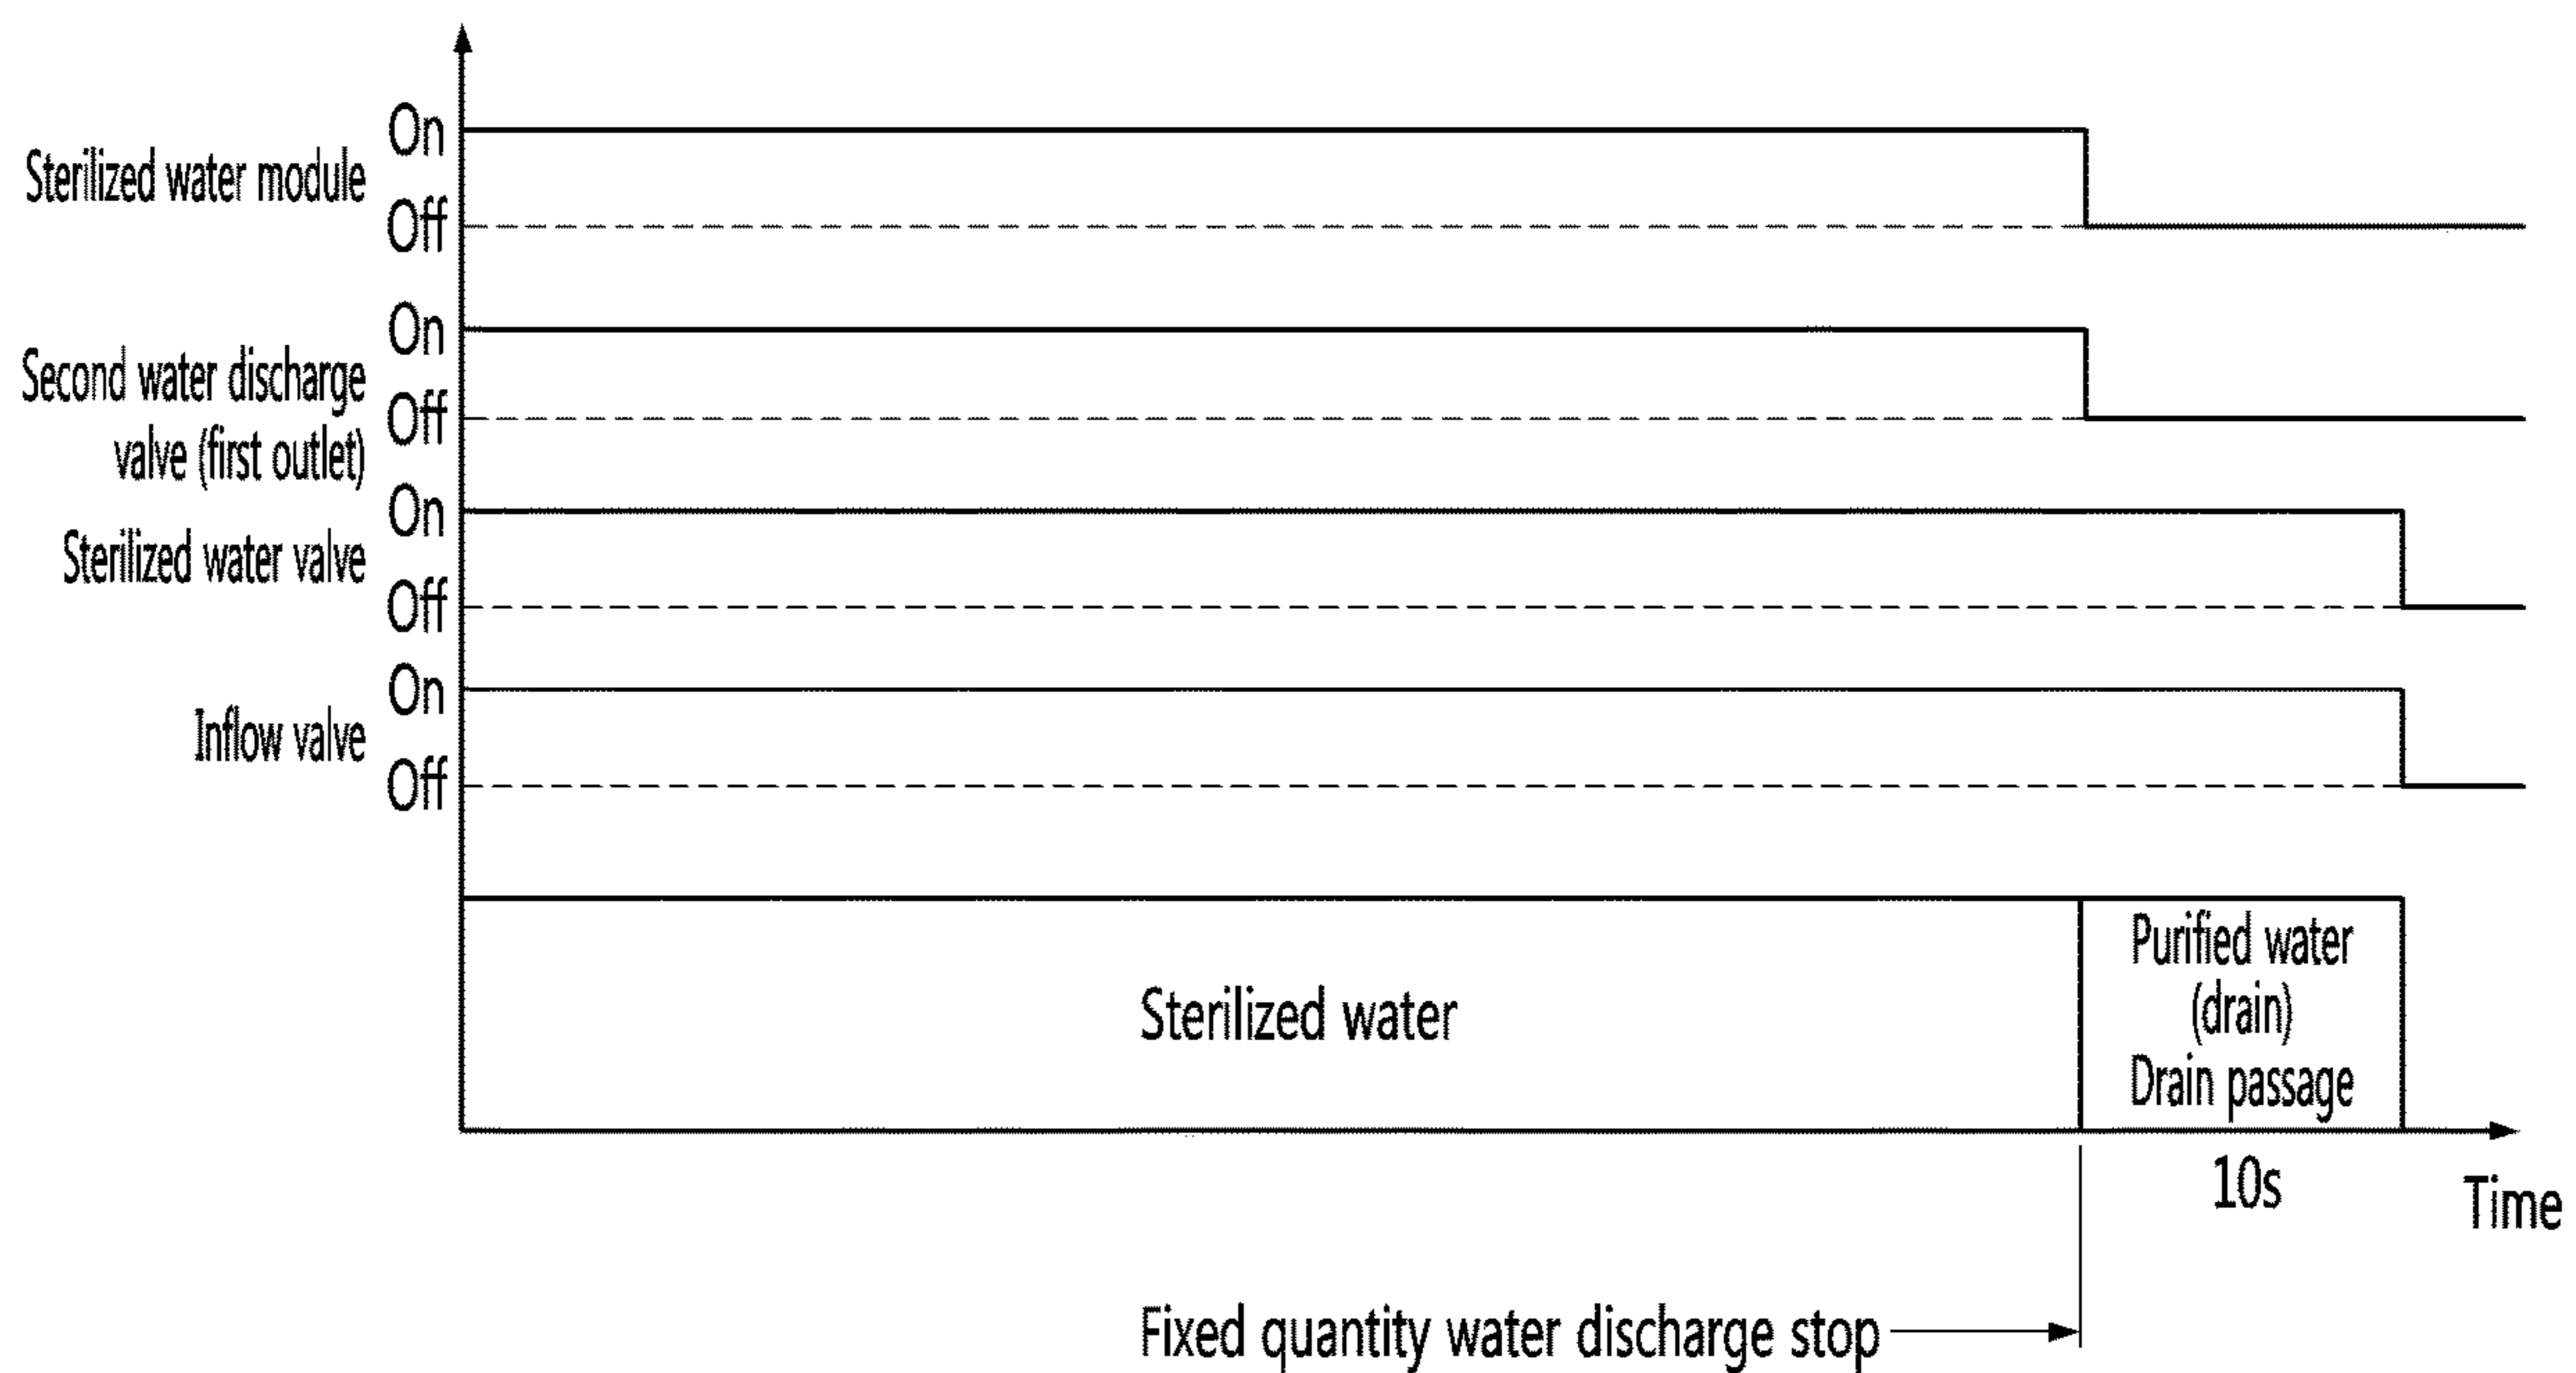 On
Sterilized water module
Off
On
Second water discharge
valve (first outlet)
Off
On
Sterilized water valve
Off
On
Inflow valve
Off
Sterilized water
Purified water
(drain)
Drain passage
10s
Time
Fixed quantity water discharge stop